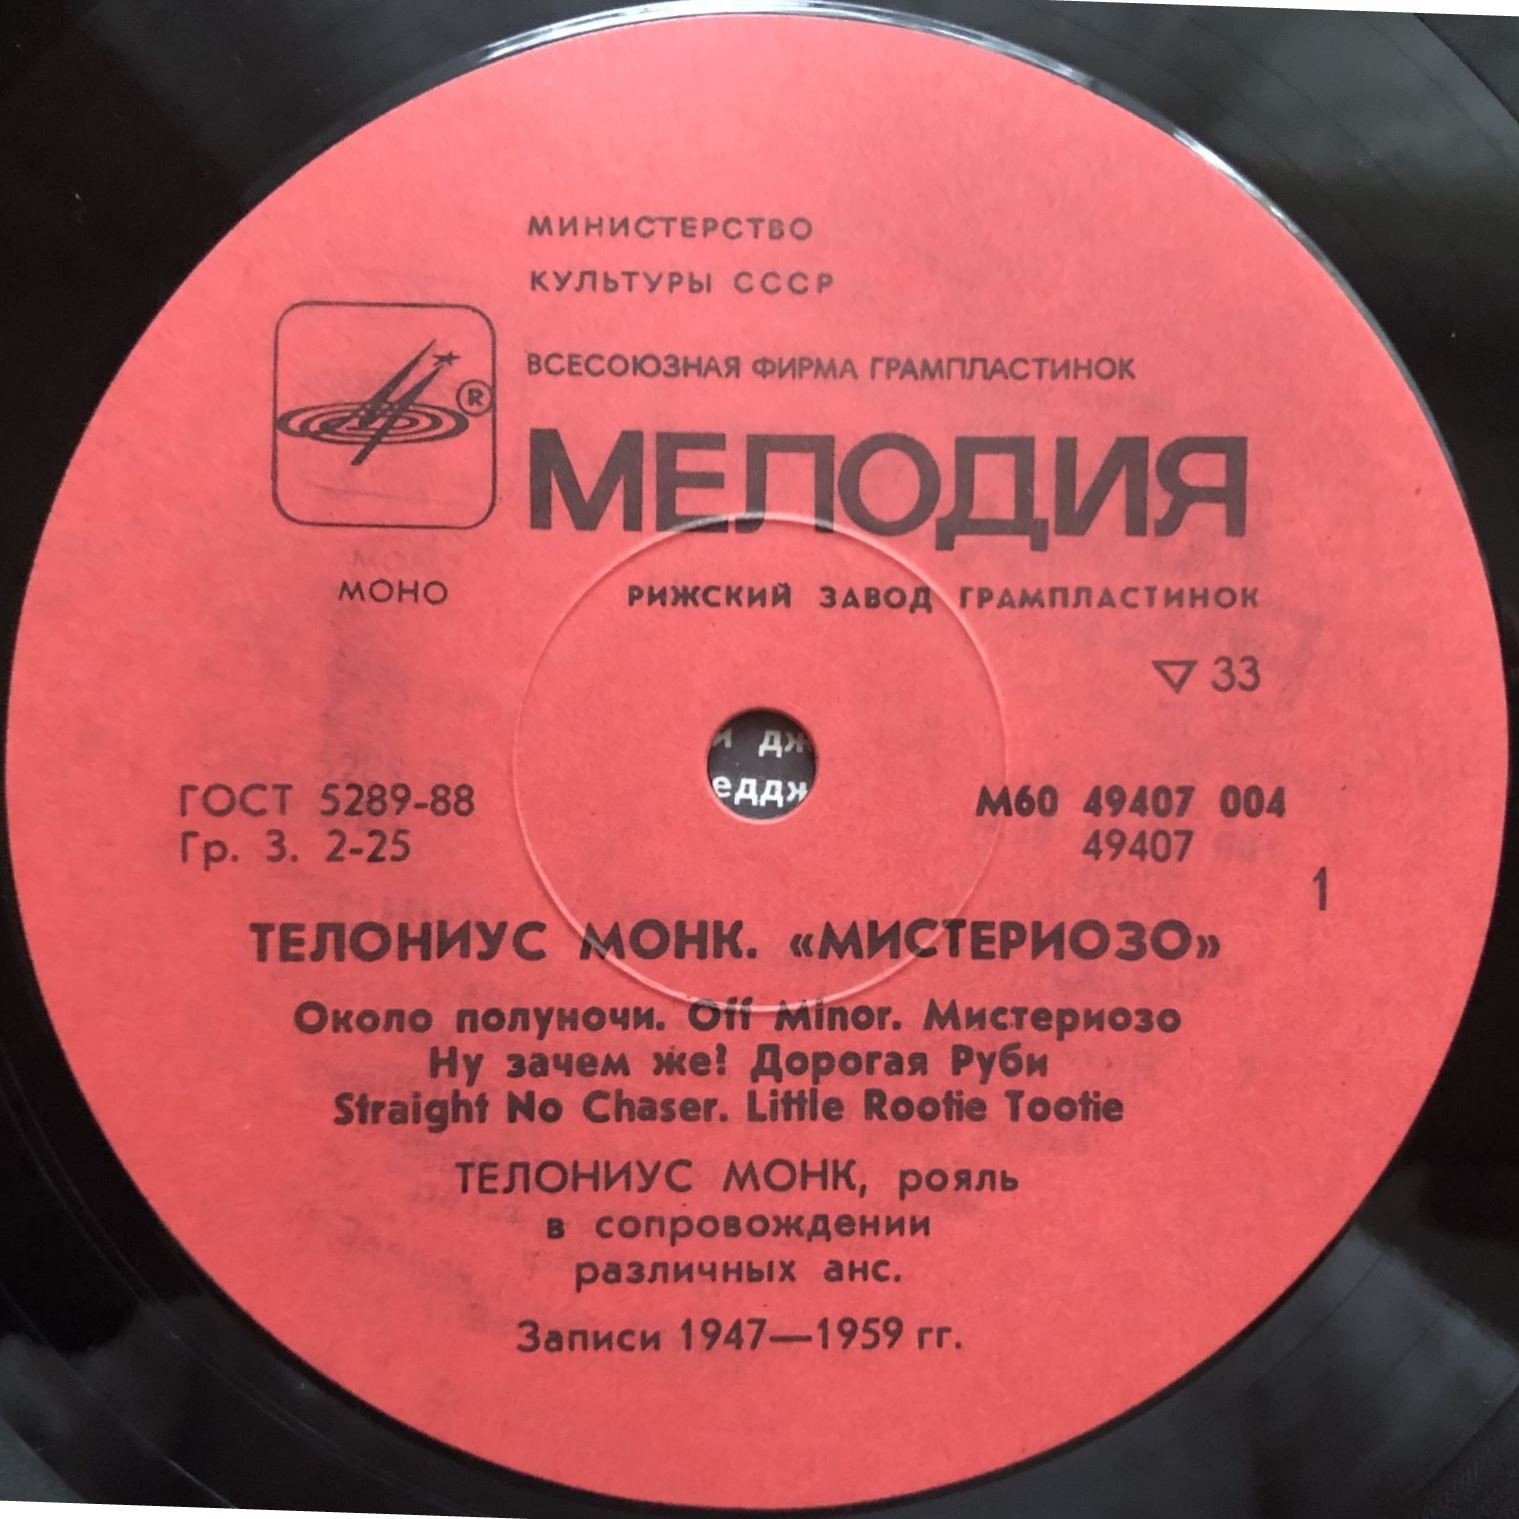 МИНИСТЕРСТВО
КУЛЬТУРЫ СССР
ВСЕСОЮЗНАЯ ФИРМА ГРАМПЛАСТИНОК
®
МЕЛОДИЯ
МОНО
РИЖСКИЙ ЗАВОД ГРАМПЛАСТИНОК
▽ 33
ГОСТ 5289-88
Гр. 3. 2-25
М60 49407 004
49407
1
ТЕЛОНИУС МОНК. «МИСТЕРИОЗО»
Около полуночи. Off Minor. Мистериозо
Ну зачем же? Дорогая Руби
Straight No Chaser. Little Rootie Tootie
ТЕЛОНИУС МОНК, рояль
в сопровождении
различных анс.
Записи 1947—1959 гг.